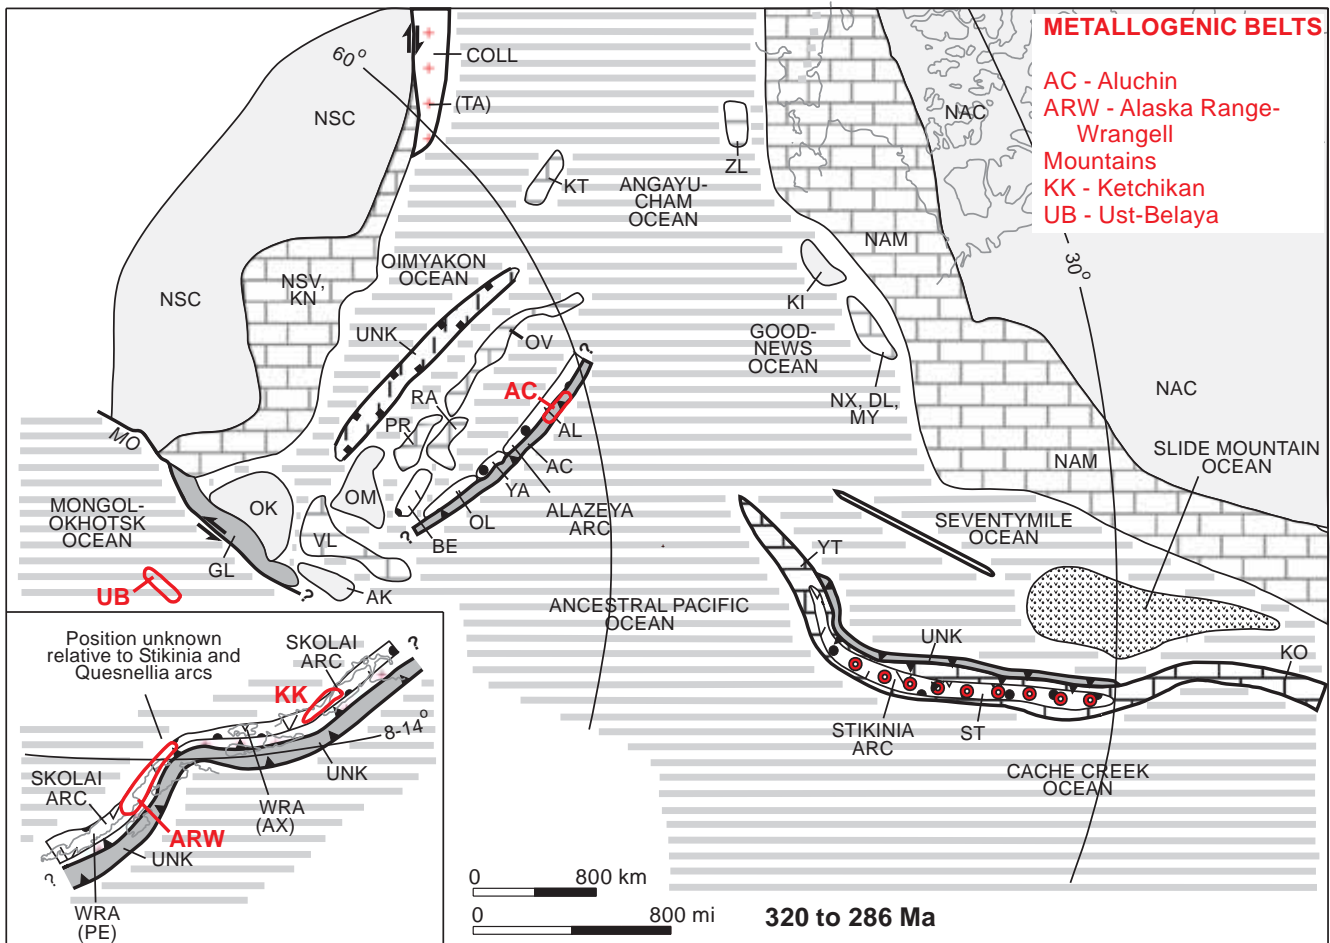 METALLOGENIC BELTS
AC - Aluchin
ARW - Alaska Range-
Wrangell
Mountains
KK - Ketchikan
UB - Ust-Belaya
60°
COLL
(TA)
NSC
NAC
ZL
KT
ANGAYU-
CHAM
OCEAN
NAM
30°
OIMYAKON
OCEAN
NSV,
KN
NSC
KI
UNK
OV
GOOD-
NEWS
OCEAN
?
AC
RA
NAC
NX, DL,
MY
PR
AL
MO
AC
NAM
SLIDE MOUNTAIN
OCEAN
MONGOL-
OKHOTSK
OCEAN
OK
OM
YA
ALAZEYA
ARC
OL
SEVENTYMILE
OCEAN
?
BE
VL
YT
GL
UB
?
AK
ANCESTRAL PACIFIC
OCEAN
UNK
KO
Position unknown
relative to Stikinia and
Quesnellia arcs
SKOLAI
ARC
?
KK
8-14°
STIKINIA
ARC
ST
UNK
SKOLAI
ARC
CACHE CREEK
OCEAN
WRA
(AX)
ARW
UNK
?
WRA
(PE)
0 800 km
0 800 mi
320 to 286 Ma